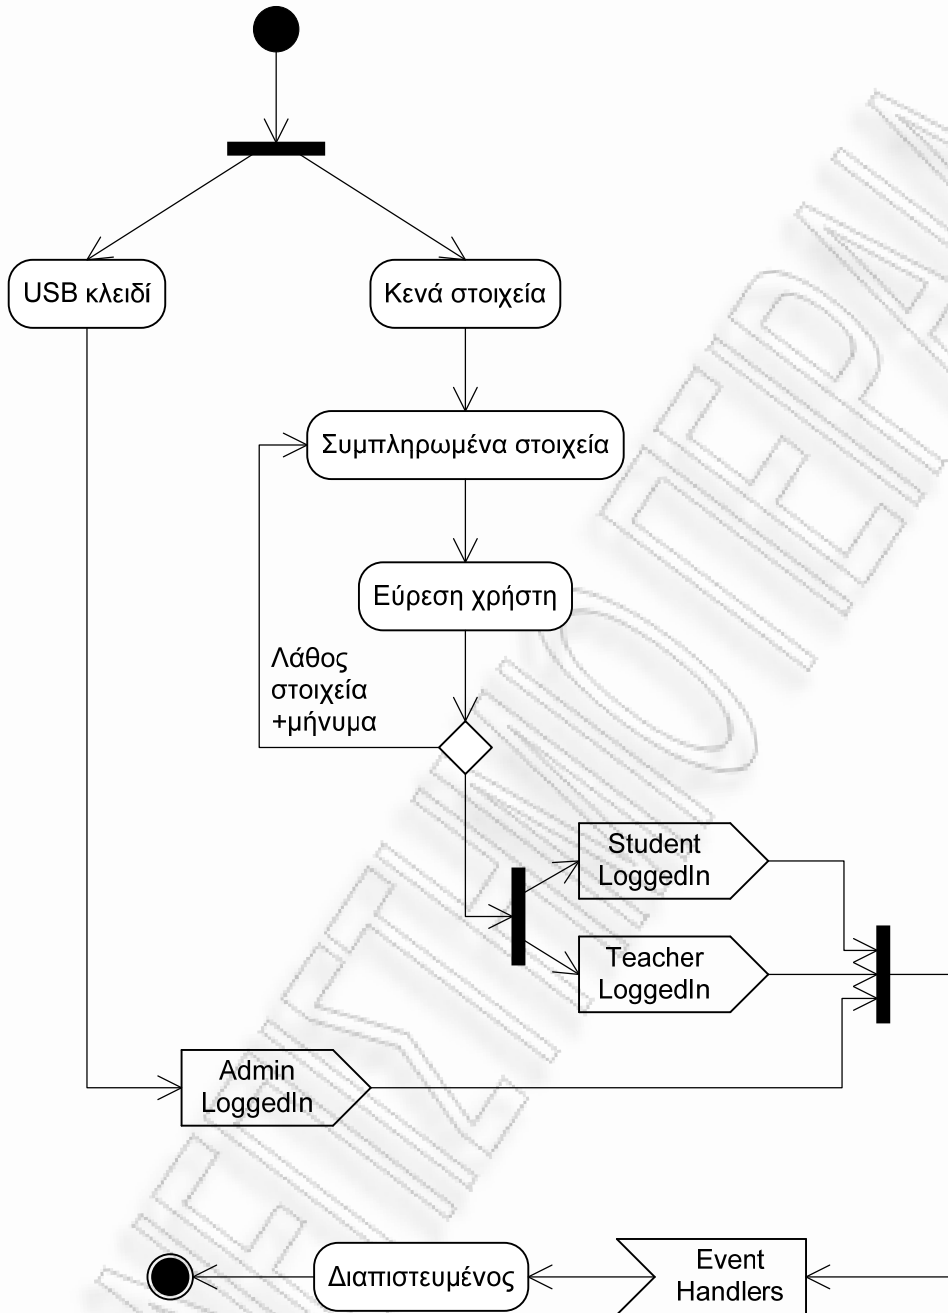 USB κλειδί
Κενά στοιχεία
Συμπληρωμένα στοιχεία
Εύρεση χρήστη
Λάθος
στοιχεία
+μήνυμα
Student
LoggedIn
Teacher
LoggedIn
Admin
LoggedIn
Διαπιστευμένος
Event
Handlers